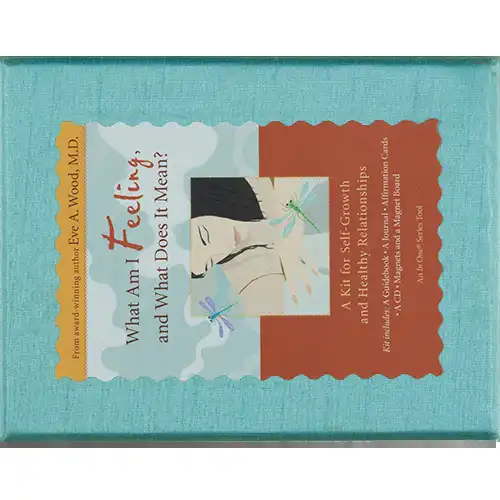 From award-winning author Eve A. Wood, M.D.
What Am I Feeling,
and What Does It Mean?
A Kit for Self-Growth
and Healthy Relationships
Kit includes: A Guidebook • A Journal • Affirmation Cards
• A CD • Magnets and a Magnet Board
An In One® Series Tool